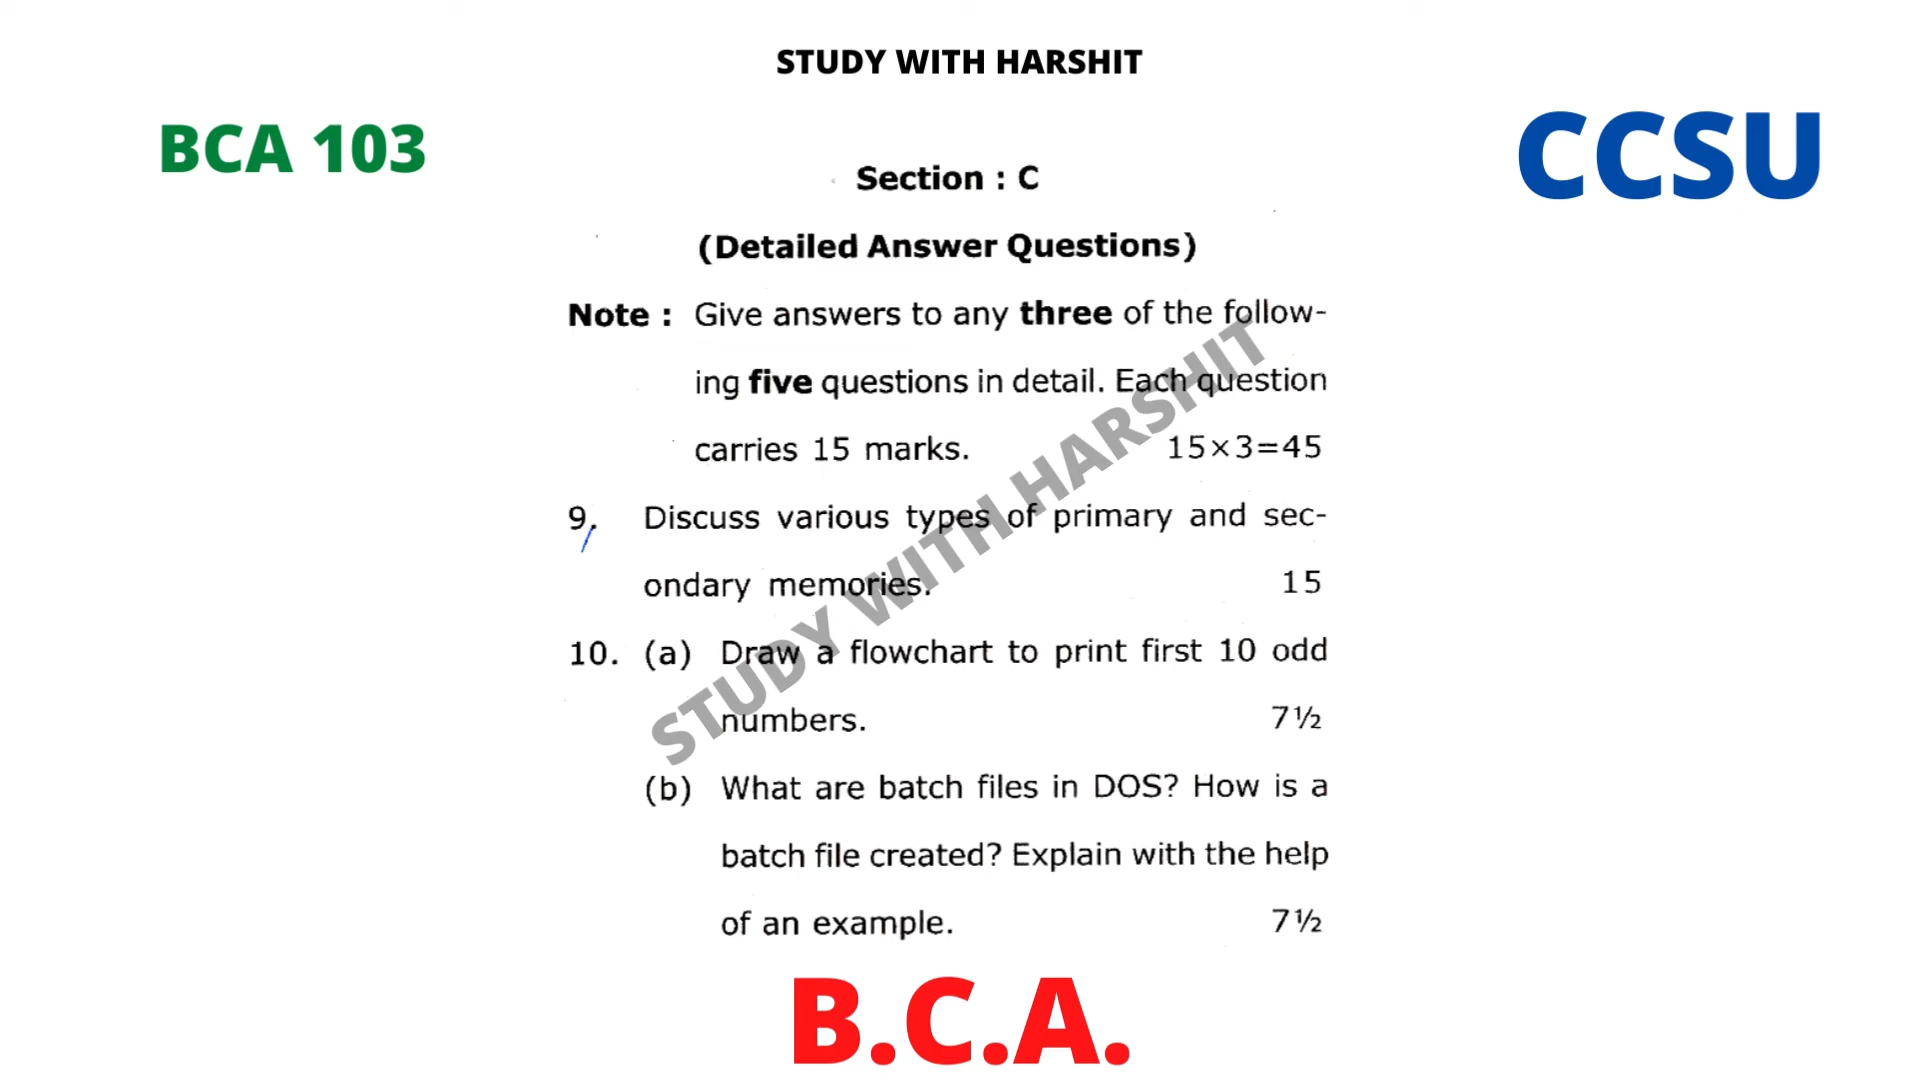 STUDY WITH HARSHIT
BCA 103
CCSU
Section : C
(Detailed Answer Questions)
Note : Give answers to any three of the follow-
ing five questions in detail. Each question
carries 15 marks. 15×3=45
9. Discuss various types of primary and sec-
ondary memories. 15
10. (a) Draw a flowchart to print first 10 odd
numbers. 7½
(b) What are batch files in DOS? How is a
batch file created? Explain with the help
of an example. 7½
STUDY WITH HARSHIT
B.C.A.